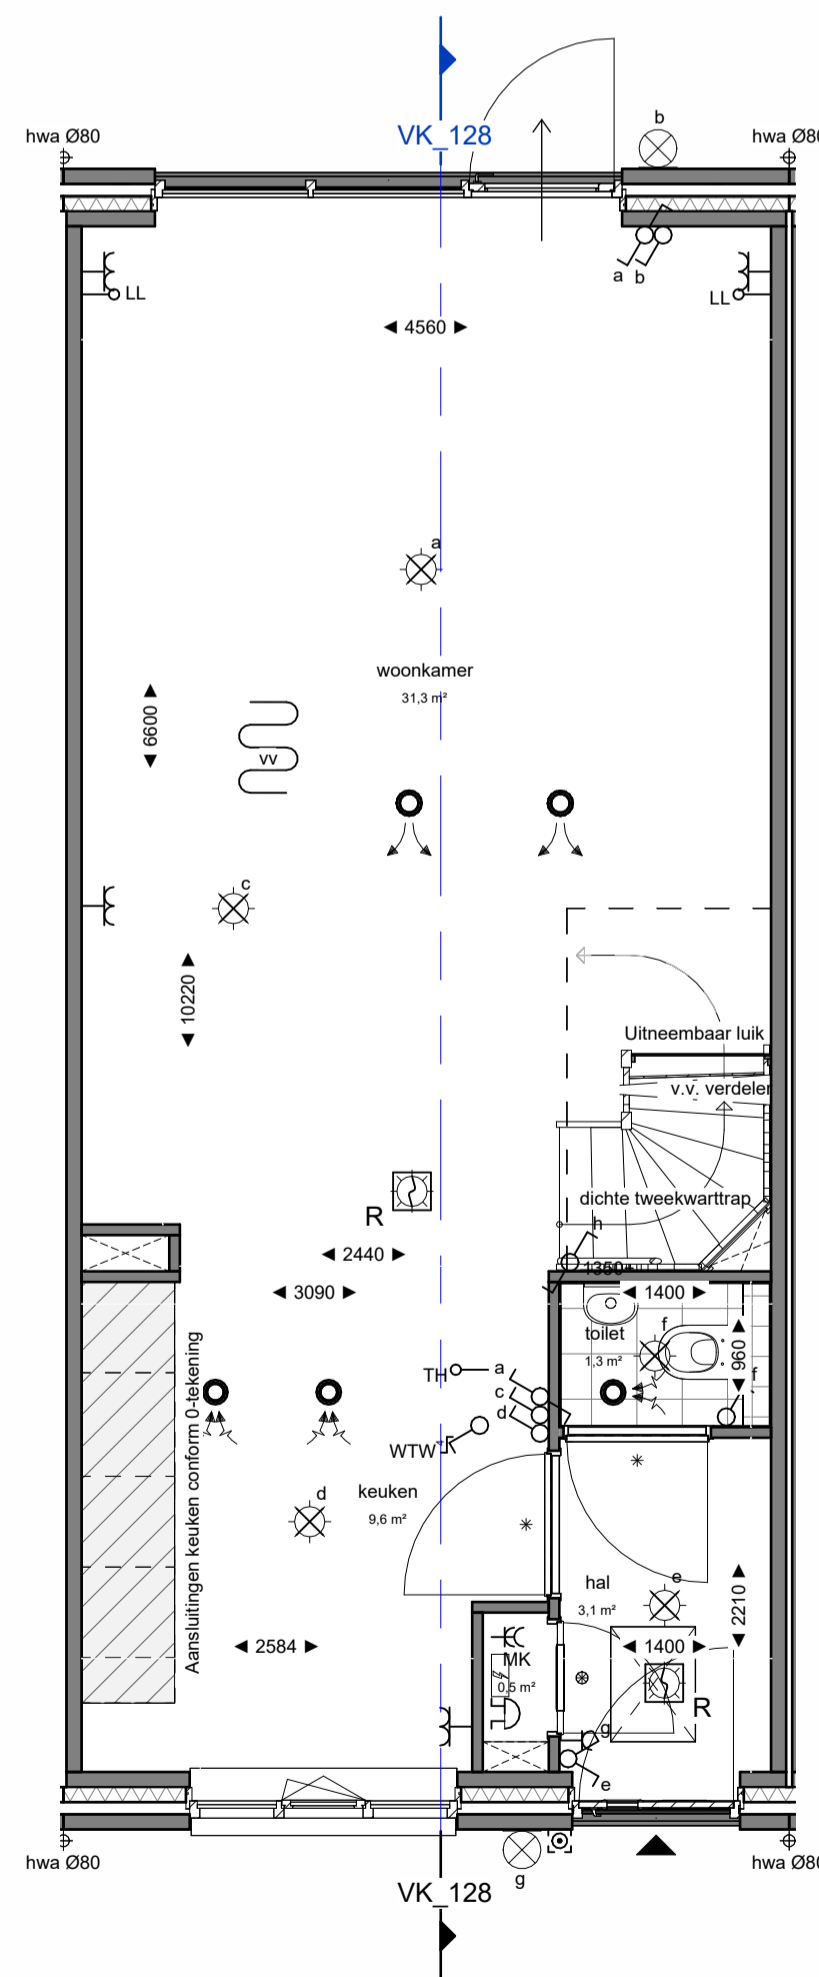 b
hwa Ø80
VK_128
hwa Ø80
a b
LL
LL
4560
a
woonkamer
31,3 m²
6600
vv
c
10220
Uitneembaar luik
v.v. verdeler
dichte tweekwarttrap
h
R
2440
1350+
3090
1400
toilet
f
1,3 m²
960
f
TH
a
c
d
WTW
Aansluitingen keuken conform 0-tekening
keuken
9,6 m²
d
hal
3,1 m²
e
2210
2584
1400
MK
0,5 m²
R
g
e
hwa Ø80
g
VK_128
hwa Ø80